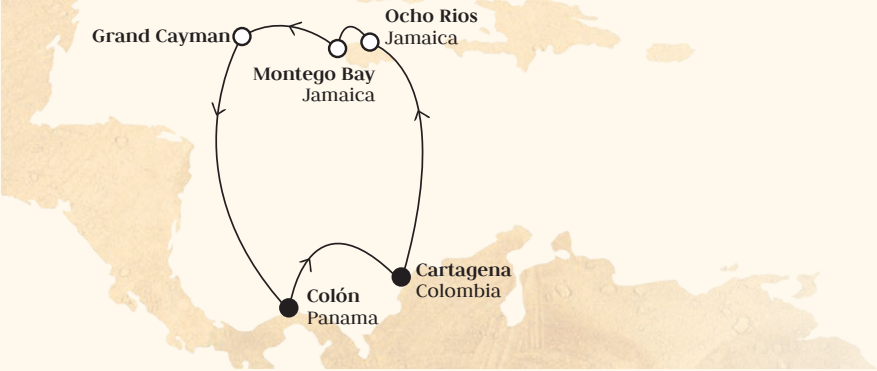 Ocho Rios
Jamaica
Grand Cayman
Montego Bay
Jamaica
Cartagena
Colombia
Colón
Panama